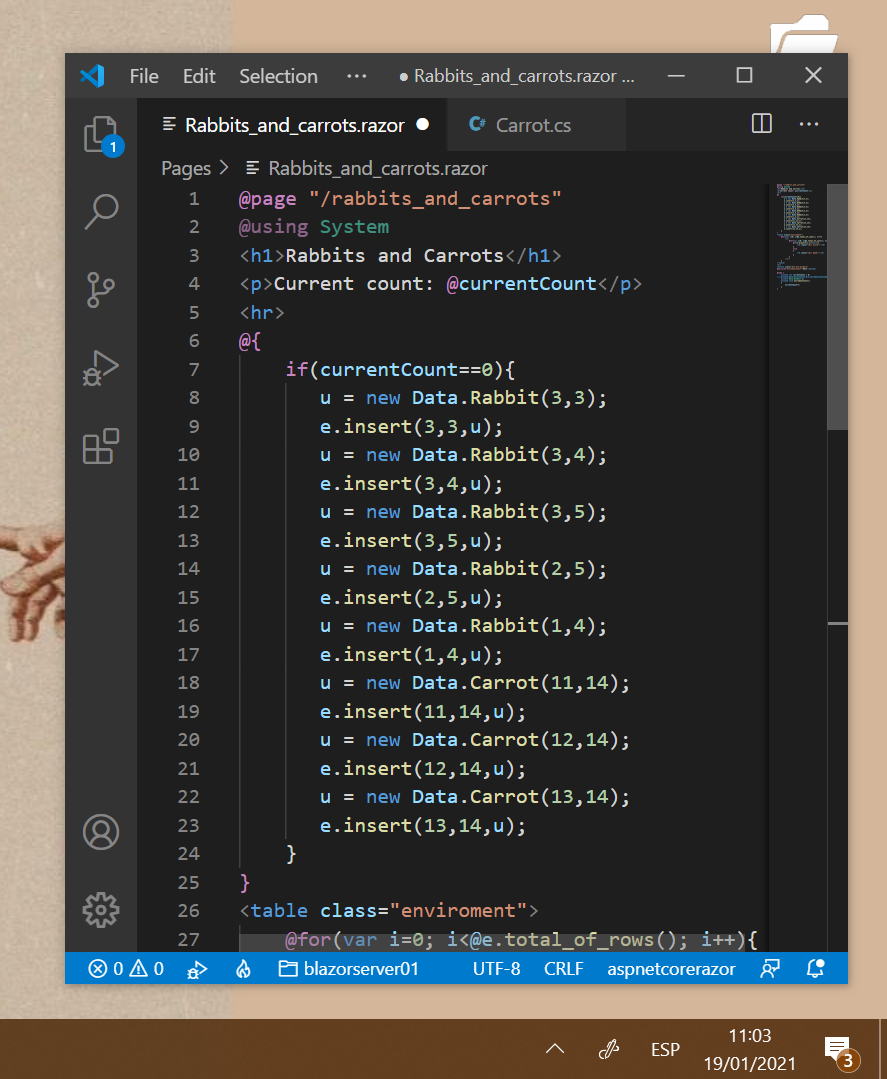 File Edit Selection ··· ● Rabbits_and_carrots.razor ...
Rabbits_and_carrots.razor ● C# Carrot.cs
1
Pages > Rabbits_and_carrots.razor
1 @page "/rabbits_and_carrots"
2 @using System
3 <h1>Rabbits and Carrots</h1>
4 <p>Current count: @currentCount</p>
5 <hr>
6 @{
7 if(currentCount==0){
8 u = new Data.Rabbit(3,3);
9 e.insert(3,3,u);
10 u = new Data.Rabbit(3,4);
11 e.insert(3,4,u);
12 u = new Data.Rabbit(3,5);
13 e.insert(3,5,u);
14 u = new Data.Rabbit(2,5);
15 e.insert(2,5,u);
16 u = new Data.Rabbit(1,4);
17 e.insert(1,4,u);
18 u = new Data.Carrot(11,14);
19 e.insert(11,14,u);
20 u = new Data.Carrot(12,14);
21 e.insert(12,14,u);
22 u = new Data.Carrot(13,14);
23 e.insert(13,14,u);
24 }
25 }
26 <table class="enviroment">
27 @for(var i=0; i<@e.total_of_rows(); i++){
0 0 blazorserver01 UTF-8 CRLF aspnetcorerazor
ESP 11:03
19/01/2021 3